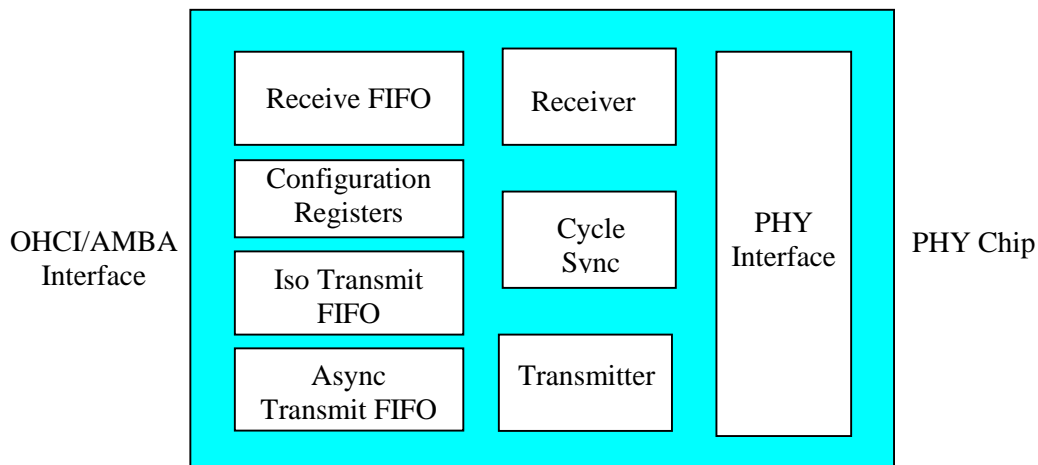 OHCI/AMBA
Interface
Receive FIFO
Configuration
Registers
Iso Transmit
FIFO
Async
Transmit FIFO
Receiver
Cycle
Svnc
Transmitter
PHY
Interface
PHY Chip